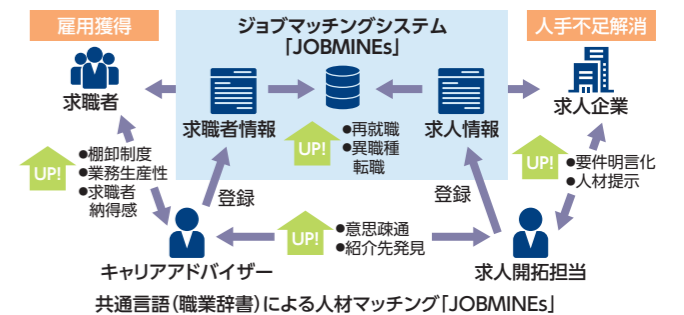 雇用獲得
ジョブマッチングシステム
「JOBMINEs」
人手不足解消
求職者
求職者情報
求人情報
求人企業
UP!
●再就職
●異職種
転職
UP!
●棚卸制度
●業務生産性
●求職者
納得感
UP!
●要件明言化
●人材提示
登録
登録
UP!
●意思疎通
●紹介先発見
キャリアアドバイザー
求人開拓担当
共通言語(職業辞書)による人材マッチング「JOBMINEs」